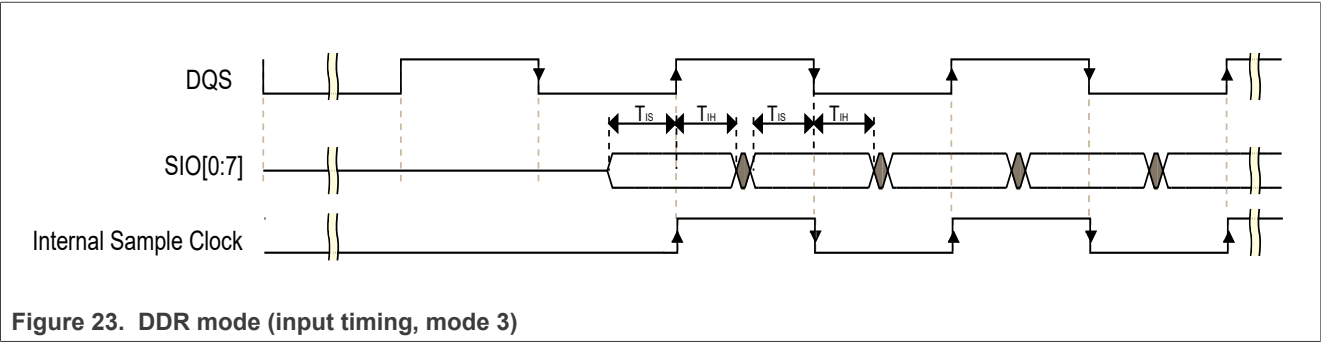 DQS
TIS TIH TIS TIH
SIO[0:7]
Internal Sample Clock
Figure 23. DDR mode (input timing, mode 3)